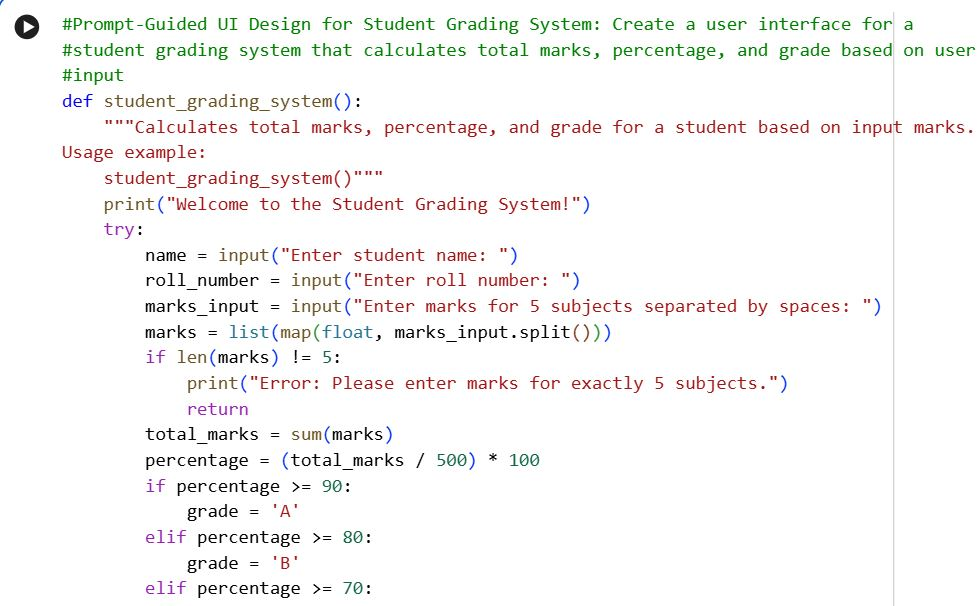 #Prompt-Guided UI Design for Student Grading System: Create a user interface for a
#student grading system that calculates total marks, percentage, and grade based on user
#input
def student_grading_system():
    """Calculates total marks, percentage, and grade for a student based on input marks.
Usage example:
    student_grading_system()"""
    print("Welcome to the Student Grading System!")
    try:
        name = input("Enter student name: ")
        roll_number = input("Enter roll number: ")
        marks_input = input("Enter marks for 5 subjects separated by spaces: ")
        marks = list(map(float, marks_input.split()))
        if len(marks) != 5:
            print("Error: Please enter marks for exactly 5 subjects.")
            return
        total_marks = sum(marks)
        percentage = (total_marks / 500) * 100
        if percentage >= 90:
            grade = 'A'
        elif percentage >= 80:
            grade = 'B'
        elif percentage >= 70: